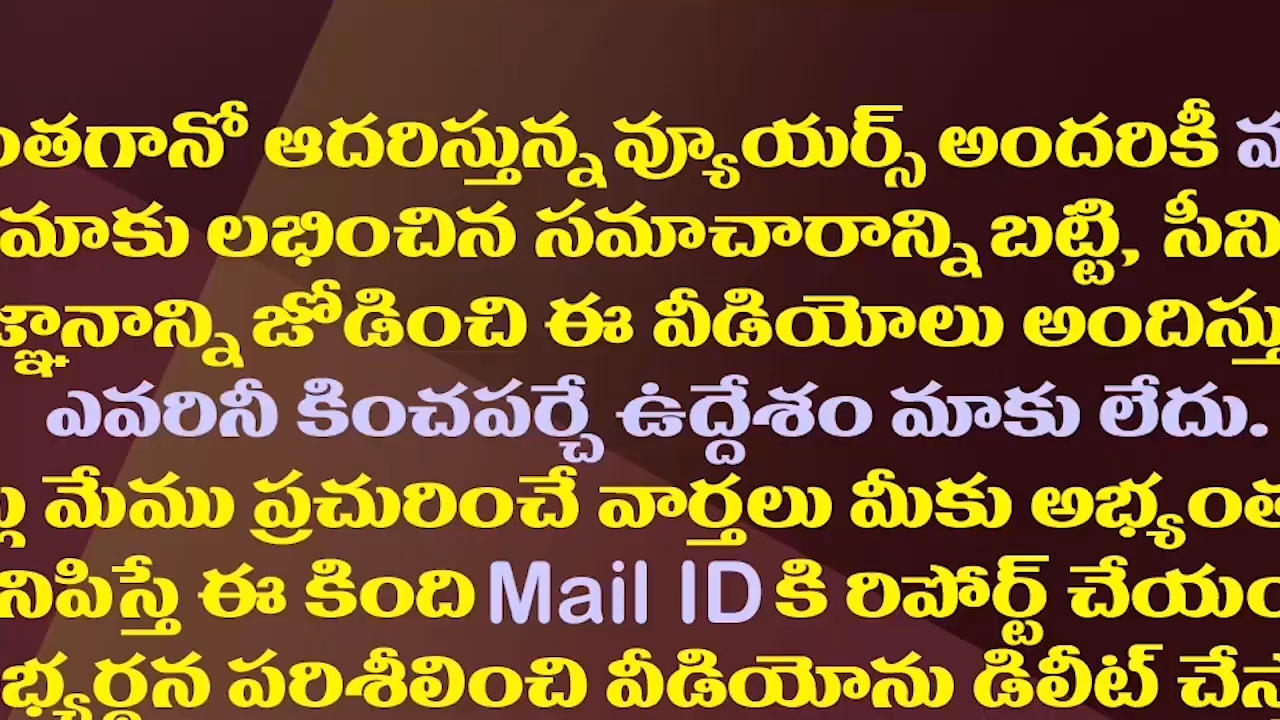 ంతగానో ఆదరిస్తున్న వ్యూయర్స్ అందరికీ
మాకు లభించిన సమాచారాన్ని బట్టి, సీని
జ్ఞానాన్ని జోడించి ఈ వీడియోలు అందిస్తు
ఎవరినీ కించపర్చే ఉద్దేశం మాకు లేదు.
మేము ప్రచురించే వార్తలు మీకు అభ్యంత
నిపిస్తే ఈ కింది Mail ID కి రిపోర్ట్ చేయం
భ్యర్థన పరిశీలించి వీడియోను డిలీట్ చేస